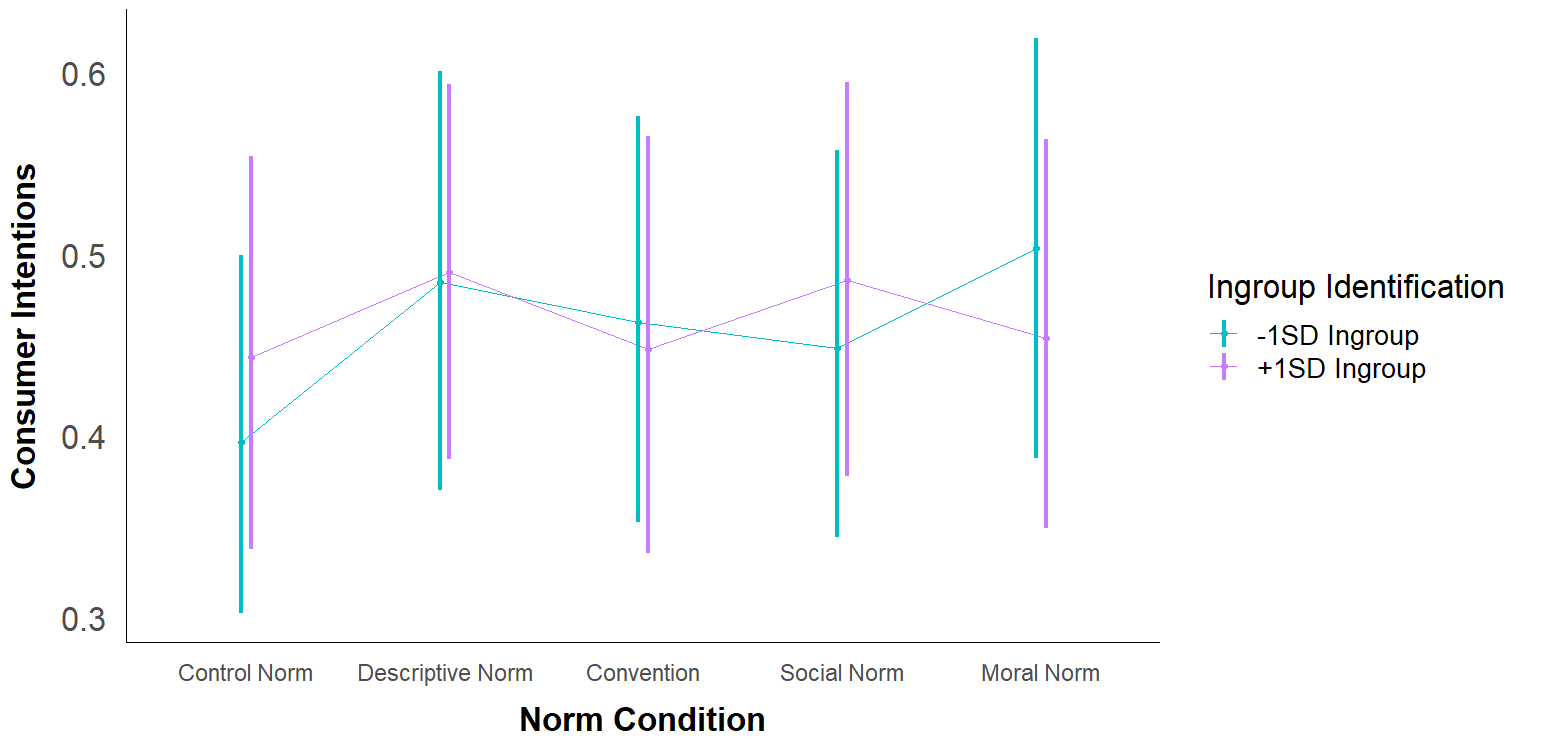 Consumer Intentions
0.6
0.5
0.4
0.3
Control Norm
Descriptive Norm
Convention
Social Norm
Moral Norm
Norm Condition
Ingroup Identification
-1SD Ingroup
+1SD Ingroup